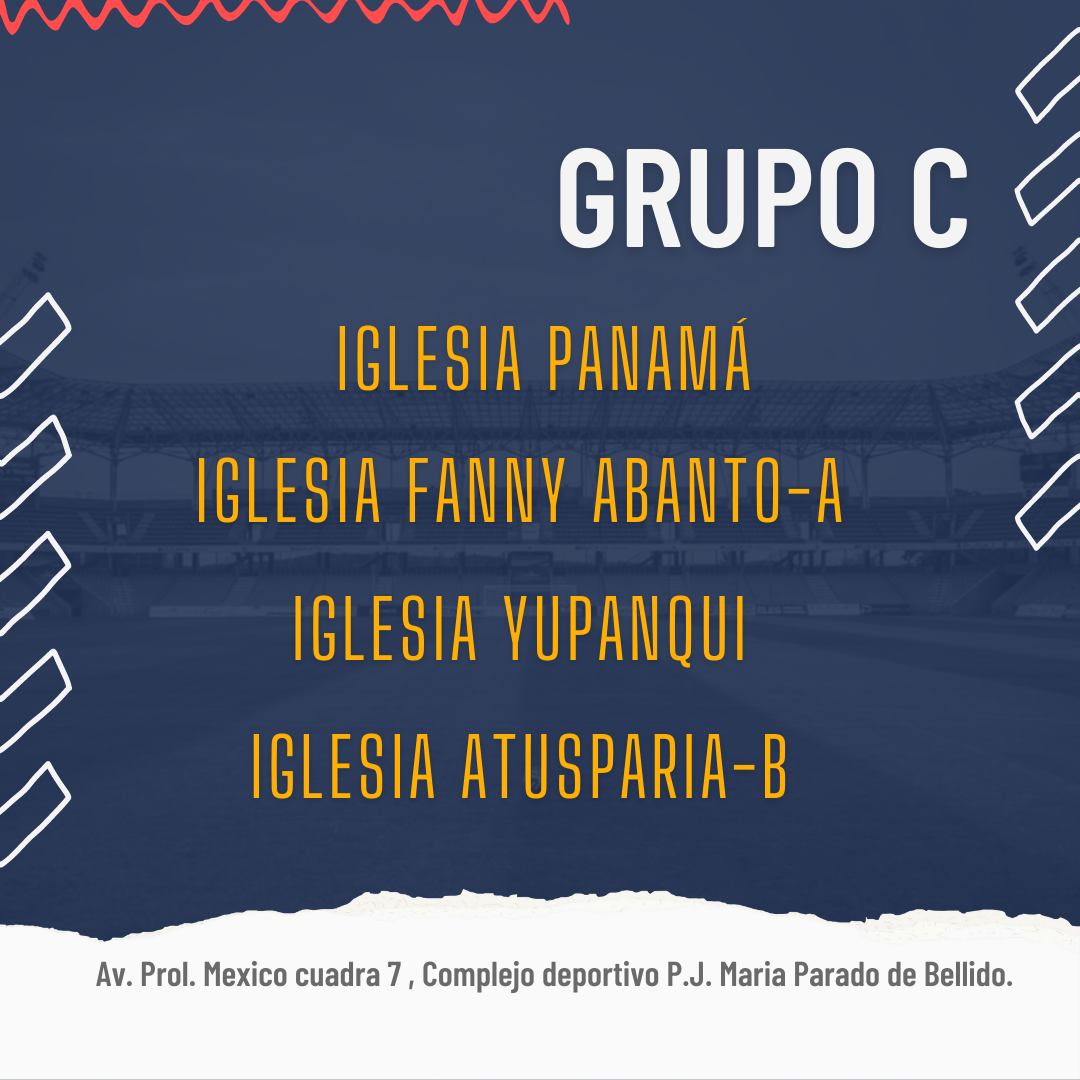 GRUPO C
IGLESIA PANAMÁ
IGLESIA FANNY ABANTO-A
IGLESIA YUPANQUI
IGLESIA ATUSPARIA-B
Av. Prol. Mexico cuadra 7 , Complejo deportivo P.J. Maria Parado de Bellido.